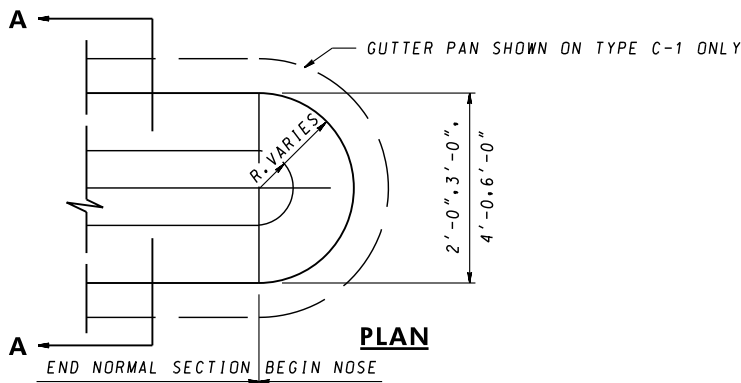 A
GUTTER PAN SHOWN ON TYPE C-1 ONLY
R. VARIES
2'-0", 3'-0",
4'-0, 6'-0"
A
PLAN
END NORMAL SECTION
BEGIN NOSE